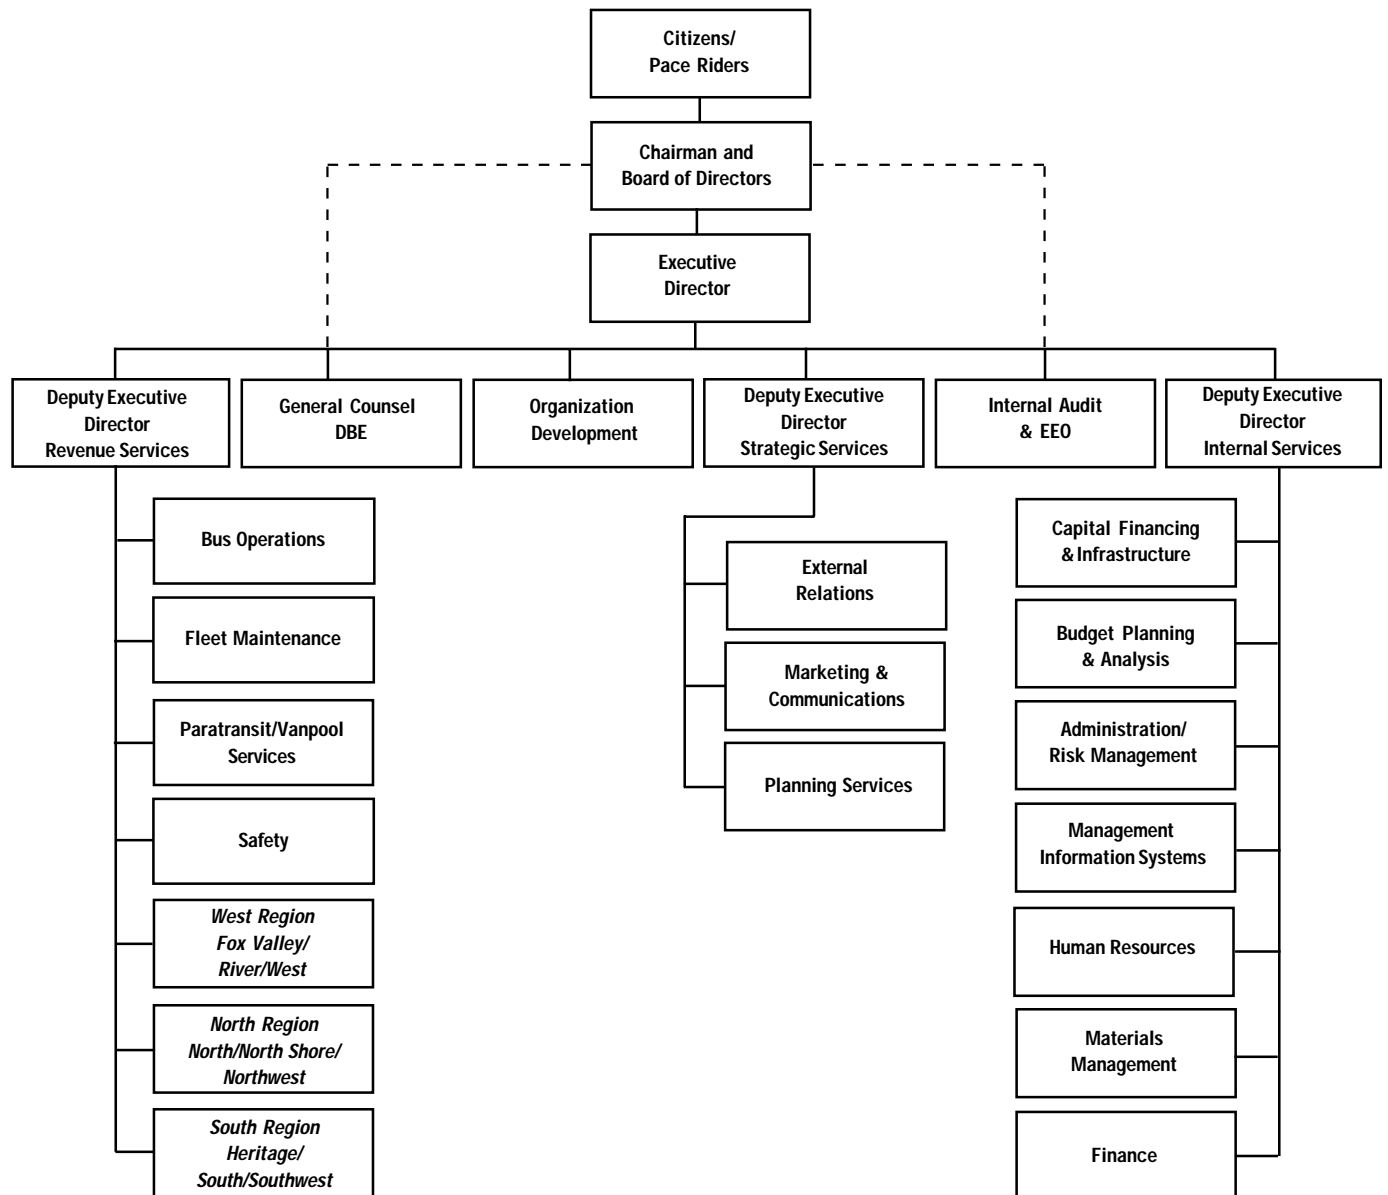 Citizens/
Pace Riders
Chairman and
Board of Directors
Executive
Director
Deputy Executive
Director
Revenue Services
General Counsel
DBE
Organization
Development
Deputy Executive
Director
Strategic Services
Internal Audit
& EEO
Deputy Executive
Director
Internal Services
Bus Operations
Fleet Maintenance
Paratransit/Vanpool
Services
Safety
West Region
Fox Valley/
River/West
North Region
North/North Shore/
Northwest
South Region
Heritage/
South/Southwest
External
Relations
Marketing &
Communications
Planning Services
Capital Financing
& Infrastructure
Budget Planning
& Analysis
Administration/
Risk Management
Management
Information Systems
Human Resources
Materials
Management
Finance